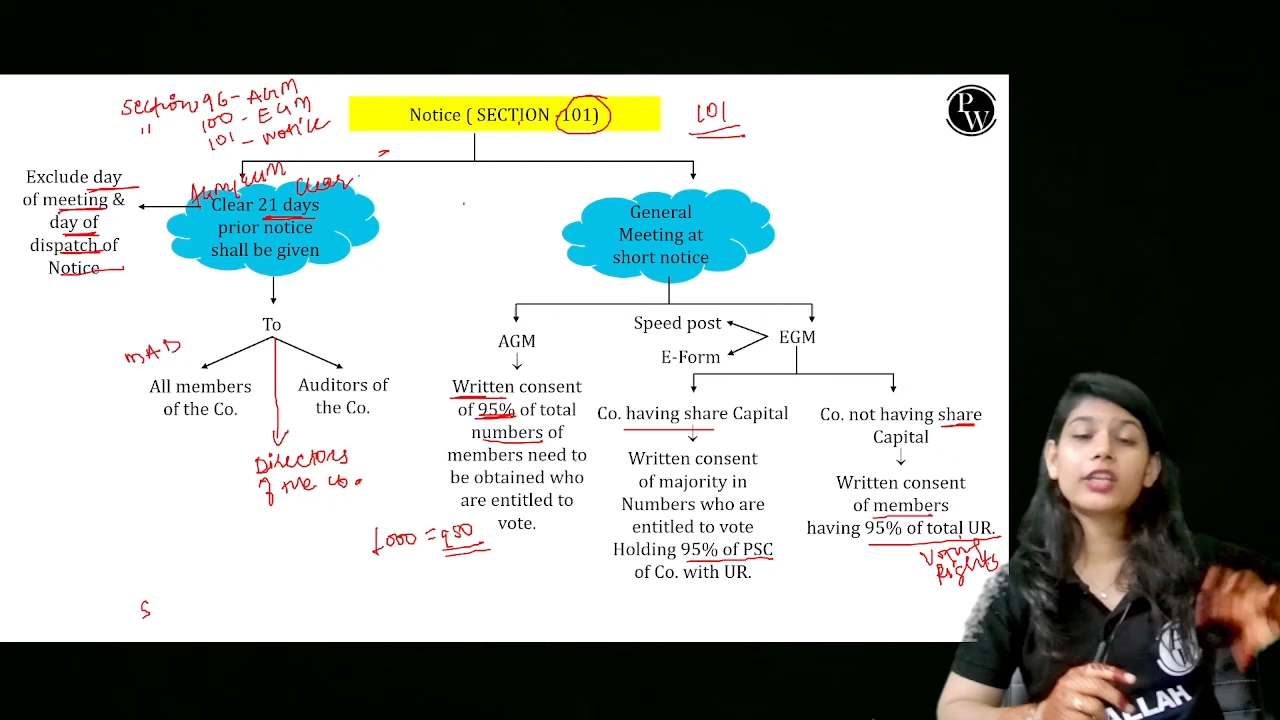 Section 96 - AGM
" 100 - EGM
101 - Notice
Notice ( SECTION -101)
101
P
W
Exclude day
of meeting &
day of
dispatch of
Notice
AGM/EGM Clear
Clear 21 days
prior notice
shall be given
General
Meeting at
short notice
To
MAD
All members
of the Co.
Auditors of
the Co.
Directors
of the Co.
AGM
Written consent
of 95% of total
numbers of
members need to
be obtained who
are entitled to
vote.
1000 = 950
Speed post
E-Form
EGM
Co. having share Capital
Written consent
of majority in
Numbers who are
entitled to vote
Holding 95% of PSC
of Co. with UR.
Co. not having share
Capital
Written consent
of members
having 95% of total UR.
Voting
Rights
S
ALLAH